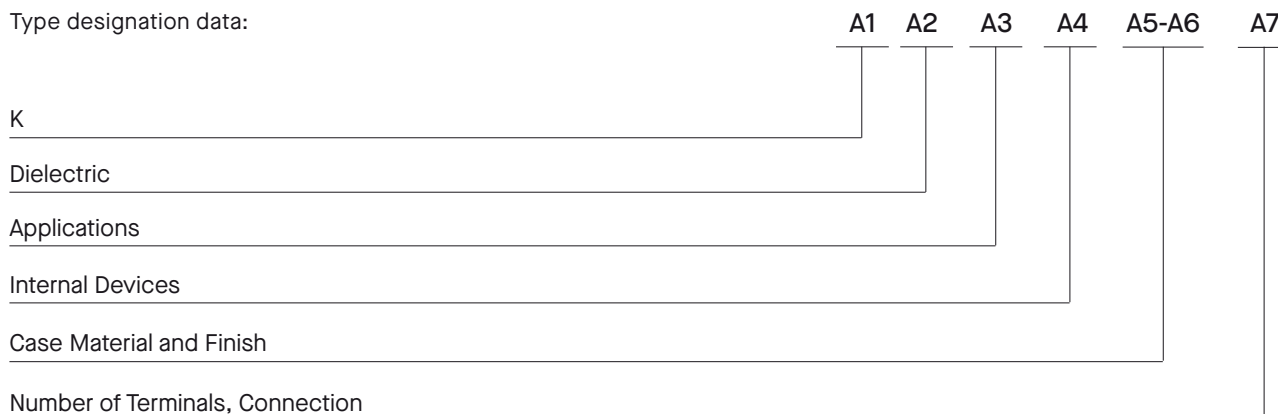 Type designation data: A1 A2 A3 A4 A5-A6 A7
K
Dielectric
Applications
Internal Devices
Case Material and Finish
Number of Terminals, Connection